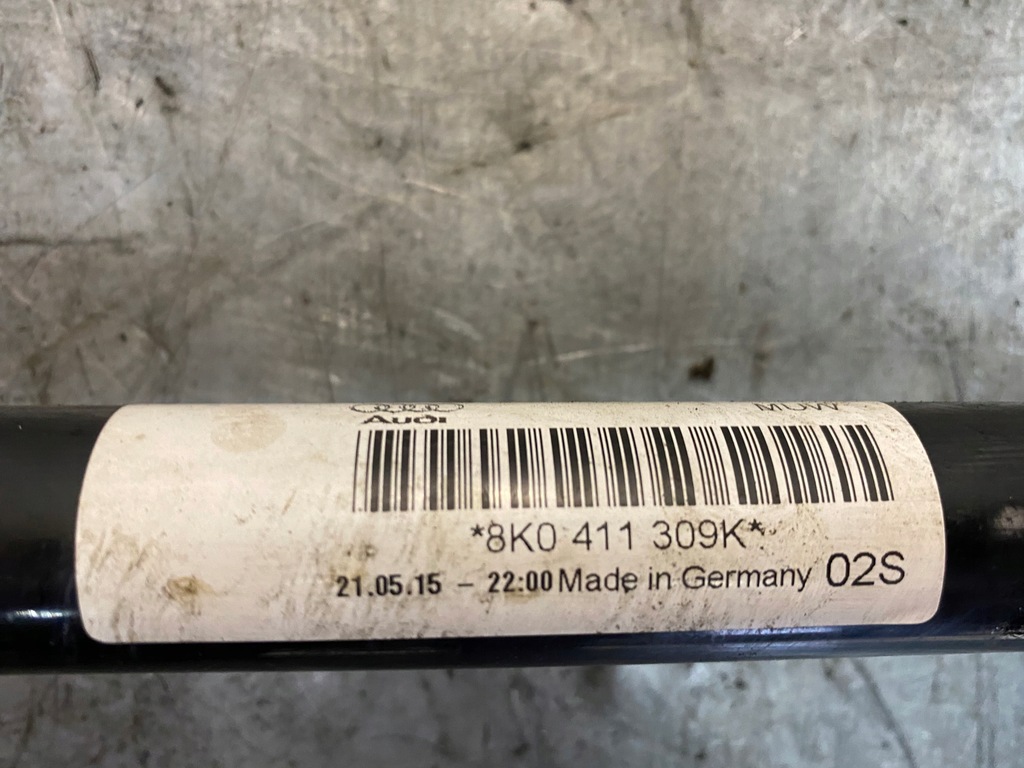 Audi MUW
*8K0 411 309K*
21.05.15 – 22:00 Made in Germany 02S